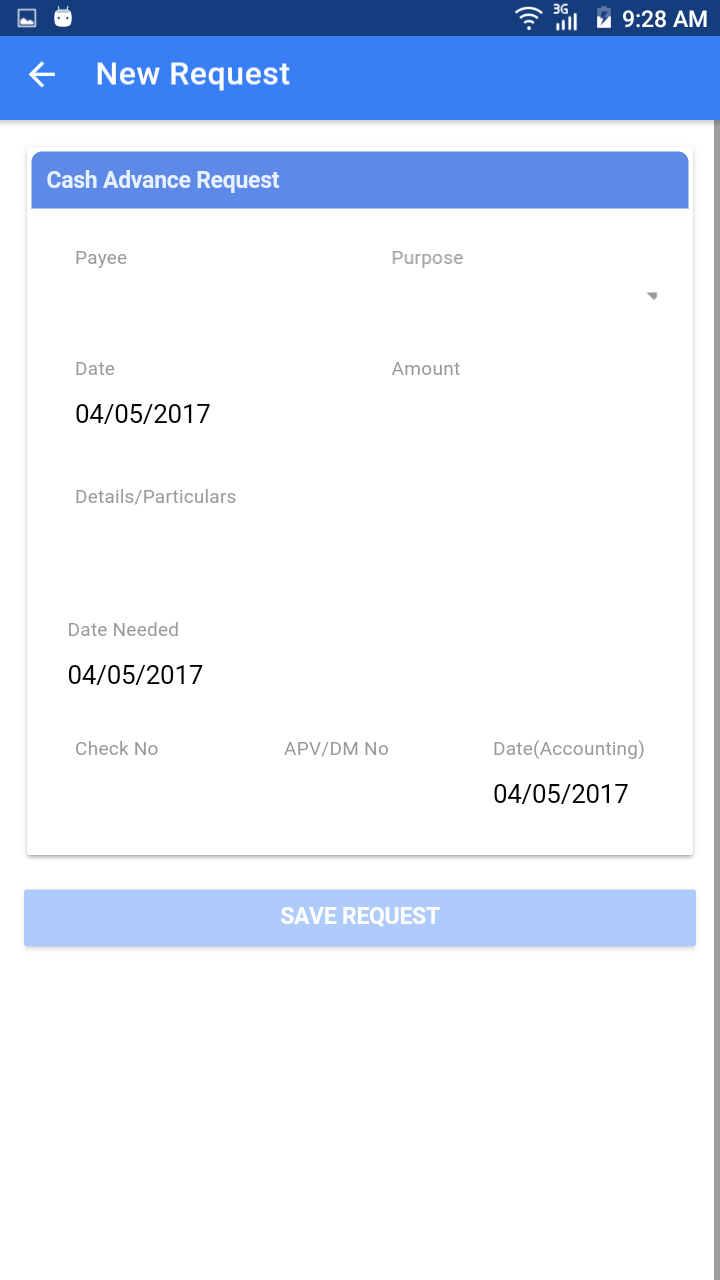 3G 9:28 AM
New Request
Cash Advance Request
Payee Purpose
Date Amount
04/05/2017
Details/Particulars
Date Needed
04/05/2017
Check No APV/DM No Date(Accounting)
04/05/2017
SAVE REQUEST